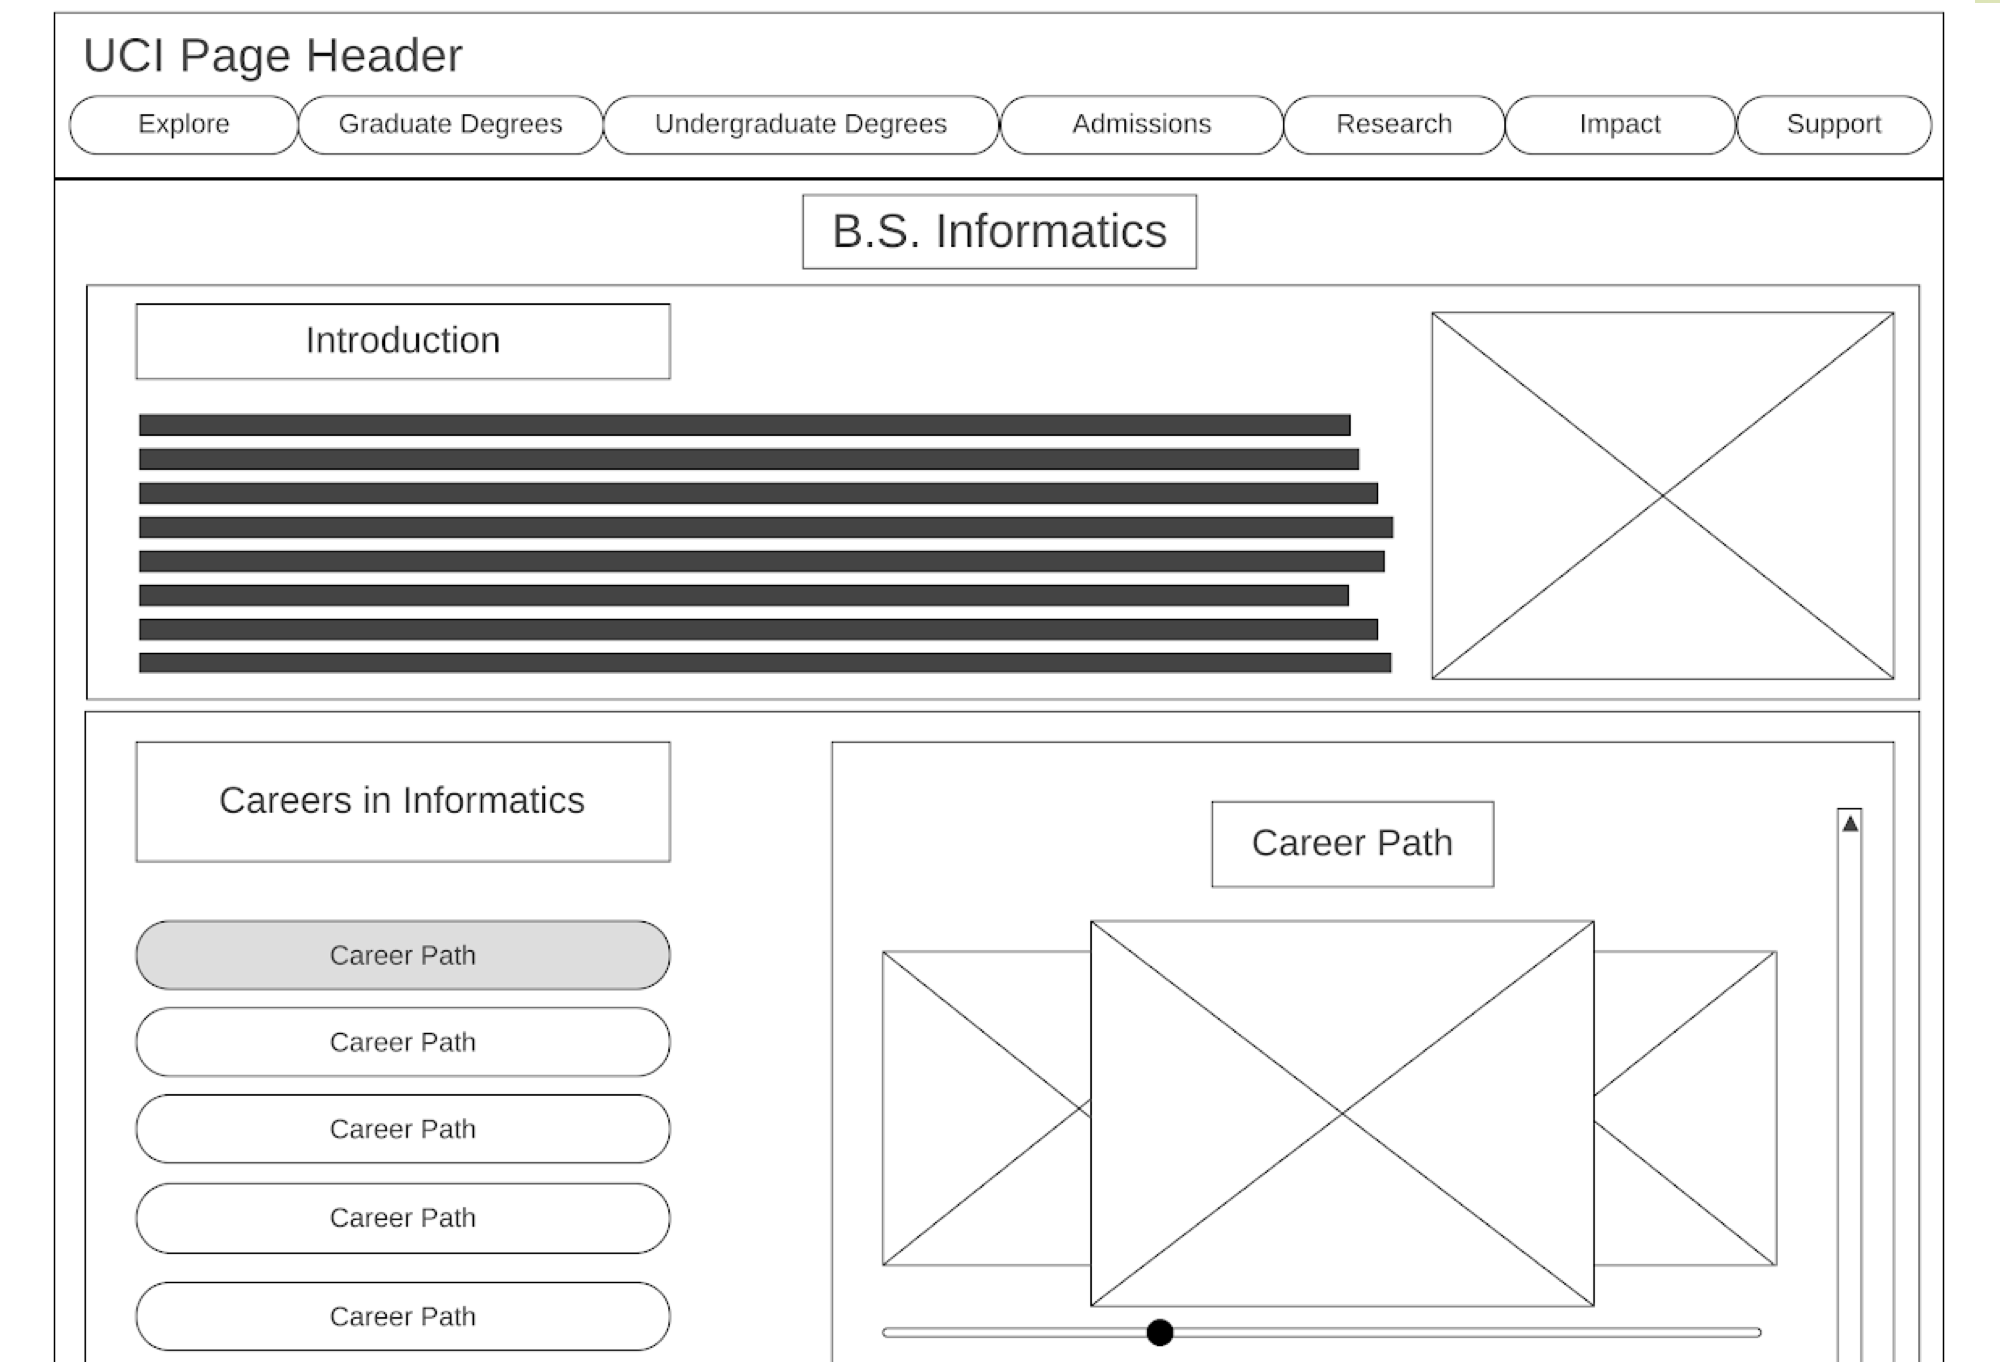 UCI Page Header
Explore
Graduate Degrees
Undergraduate Degrees
Admissions
Research
Impact
Support
B.S. Informatics
Introduction
Careers in Informatics
Career Path
Career Path
Career Path
Career Path
Career Path
Career Path